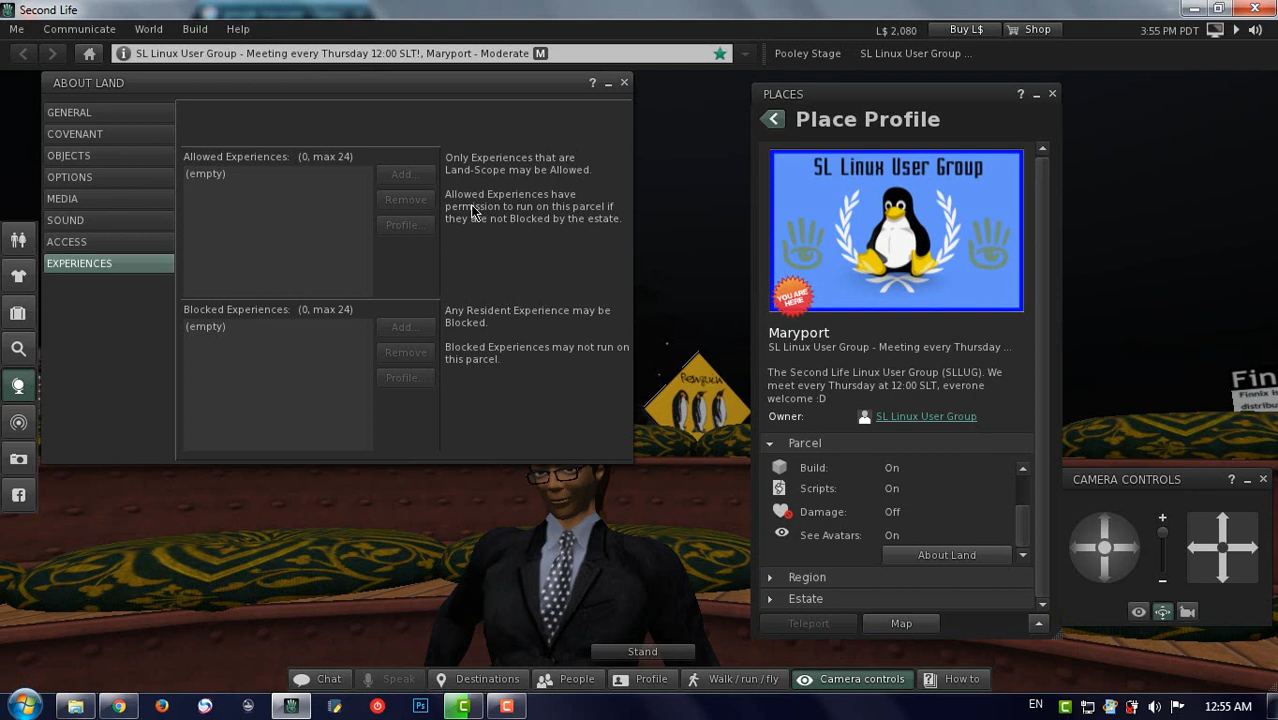 Second Life
Me Communicate World Build Help
L$ 2,080 Buy L$ Shop 3:55 PM PDT
SL Linux User Group - Meeting every Thursday 12:00 SLT!, Maryport - Moderate M
Pooley Stage SL Linux User Group ...
ABOUT LAND
GENERAL
COVENANT
OBJECTS
OPTIONS
MEDIA
SOUND
ACCESS
EXPERIENCES
Allowed Experiences: (0, max 24)
(empty)
Add...
Remove
Profile...
Only Experiences that are
Land-Scope may be Allowed.
Allowed Experiences have
permission to run on this parcel if
they are not Blocked by the estate.
Blocked Experiences: (0, max 24)
(empty)
Add...
Remove
Profile...
Any Resident Experience may be
Blocked.
Blocked Experiences may not run on
this parcel.
PLACES
Place Profile
SL Linux User Group
YOU ARE
HERE
Maryport
SL Linux User Group - Meeting every Thursday ...
The Second Life Linux User Group (SLLUG). We
meet every Thursday at 12:00 SLT, everone
welcome :D
Owner: SL Linux User Group
Parcel
Build: On
Scripts: On
Damage: Off
See Avatars: On
About Land
Region
Estate
Teleport Map
PENGUIN
Fin
Finnix is
distribu
CAMERA CONTROLS
Stand
Chat Speak Destinations People Profile Walk / run / fly Camera controls How to
EN 12:55 AM